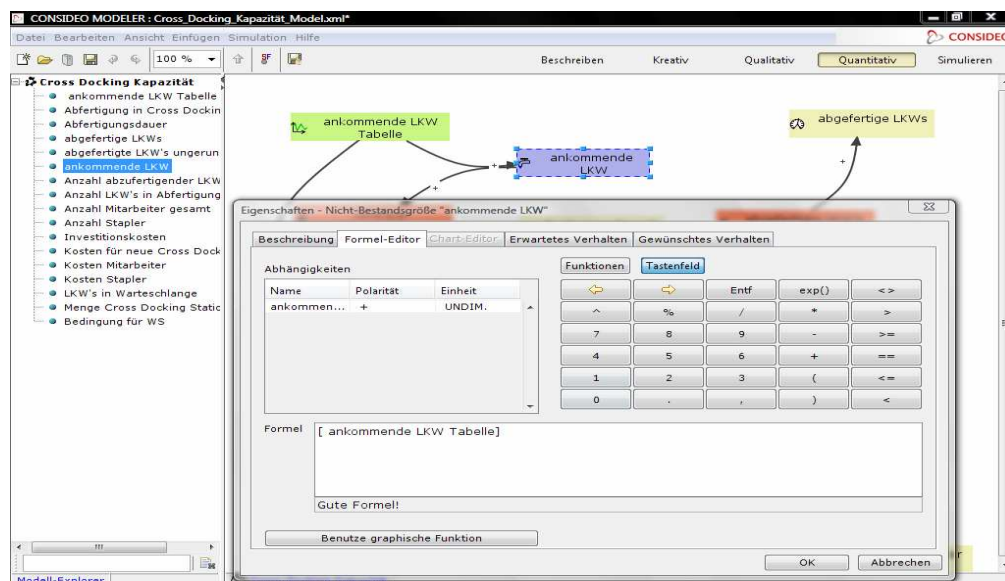 CONSIDEO MODELER : Cross_Docking_Kapazität_Model.xml*
Datei Bearbeiten Ansicht Einfügen Simulation Hilfe
CONSIDEO
100 %
Beschreiben Kreativ Qualitativ Quantitativ Simulieren
Cross Docking Kapazität
ankommende LKW Tabelle
Abfertigung in Cross Dockin
Abfertigungsdauer
abgefertige LKWs
abgefertigte LKW's ungerun
ankommende LKW
Anzahl abzufertigender LKW
Anzahl LKW's in Abfertigung
Anzahl Mitarbeiter gesamt
Anzahl Stapler
Investitionskosten
Kosten für neue Cross Dock
Kosten Mitarbeiter
Kosten Stapler
LKW's in Warteschlange
Menge Cross Docking Static
Bedingung für WS
Modell-Explorer
ankommende LKW
Tabelle
ankommende
LKW
abgefertige LKWs
+
+
+
Eigenschaften - Nicht-Bestandsgröße "ankommende LKW"
Beschreibung Formel-Editor Chart-Editor Erwartetes Verhalten Gewünschtes Verhalten
Abhängigkeiten
Name Polarität Einheit
ankommen... + UNDIM.
Funktionen Tastenfeld
Entf exp() <>
^ % / * >
7 8 9 - >=
4 5 6 + ==
1 2 3 ( <=
0 . , ) <
Formel
[ ankommende LKW Tabelle]
Gute Formel!
Benutze graphische Funktion
OK Abbrechen